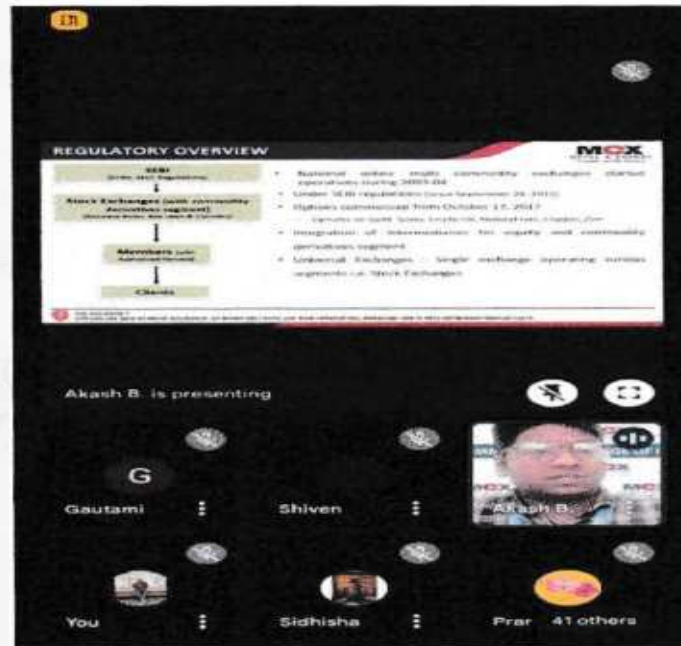 REGULATORY OVERVIEW
MCX
SEBI
Stock Exchanges (with commodity
derivatives segment)
Members
Clients
National online multi commodity exchanges started
operations during 2003-04
Under SEBI regulations (since September 28, 2015)
Options commenced from October 17, 2017
Integration of intermediaries for equity and commodity
derivatives segment
Universal Exchanges - Single exchange operating various
segments i.e. Stock Exchanges
Akash B. is presenting
G
Gautami
Shiven
Akash B.
You
Sidhisha
Prar 41 others